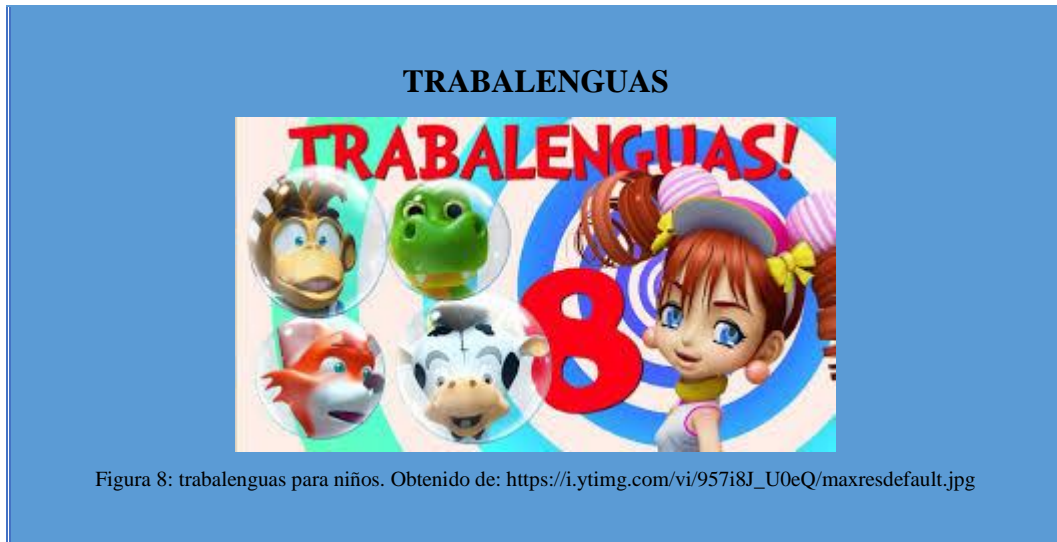 TRABALENGUAS
TRABALENGUAS!
8
Figura 8: trabalenguas para niños. Obtenido de: https://i.ytimg.com/vi/957i8J_U0eQ/maxresdefault.jpg